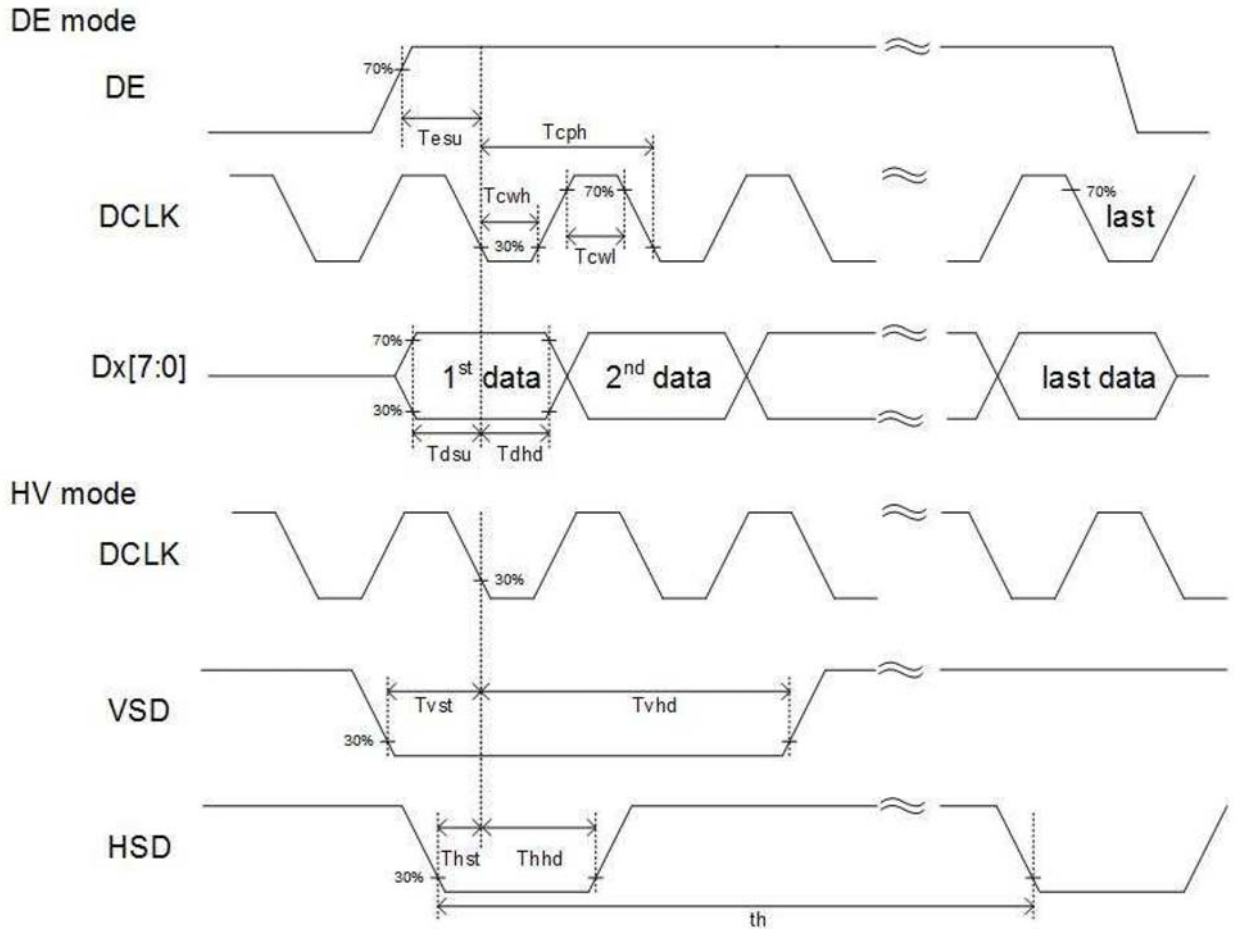 DE mode
DE
70%
Tesu
Tcph
DCLK
Tcwh
70%
30%
Tcwl
70%
last
Dx[7:0]
70%
1st data
2nd data
last data
30%
Tdsu
Tdhd
HV mode
DCLK
30%
VSD
Tvst
Tvhd
30%
HSD
Thst
Thhd
30%
th